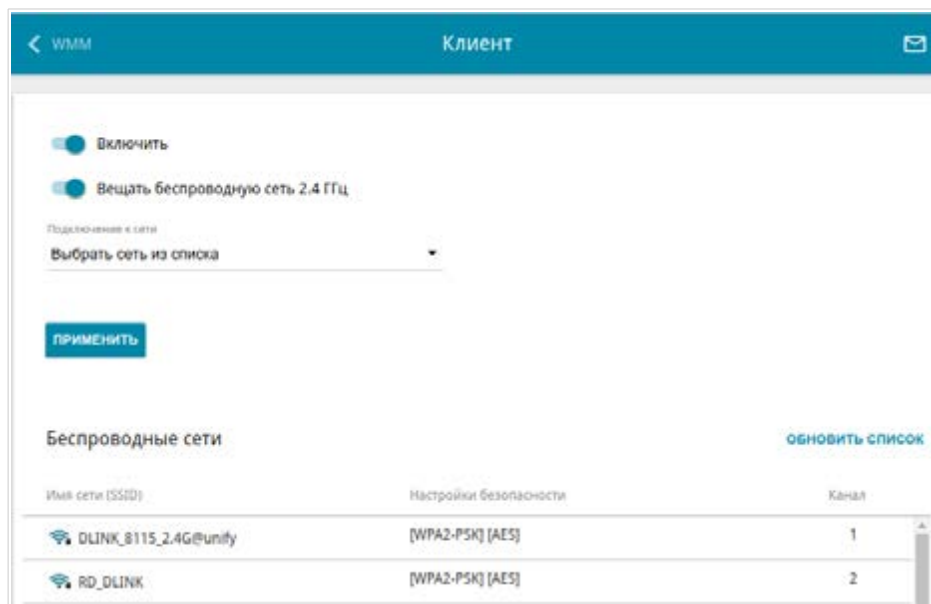 WMM Клиент
Включить
Вещать беспроводную сеть 2.4 ГГц
Подключение к сети
Выбрать сеть из списка
ПРИМЕНИТЬ
Беспроводные сети ОБНОВИТЬ СПИСОК
Имя сети (SSID) Настройки безопасности Канал
DLINK_8115_2.4G@unify [WPA2-PSK] [AES] 1
RD_DLINK [WPA2-PSK] [AES] 2